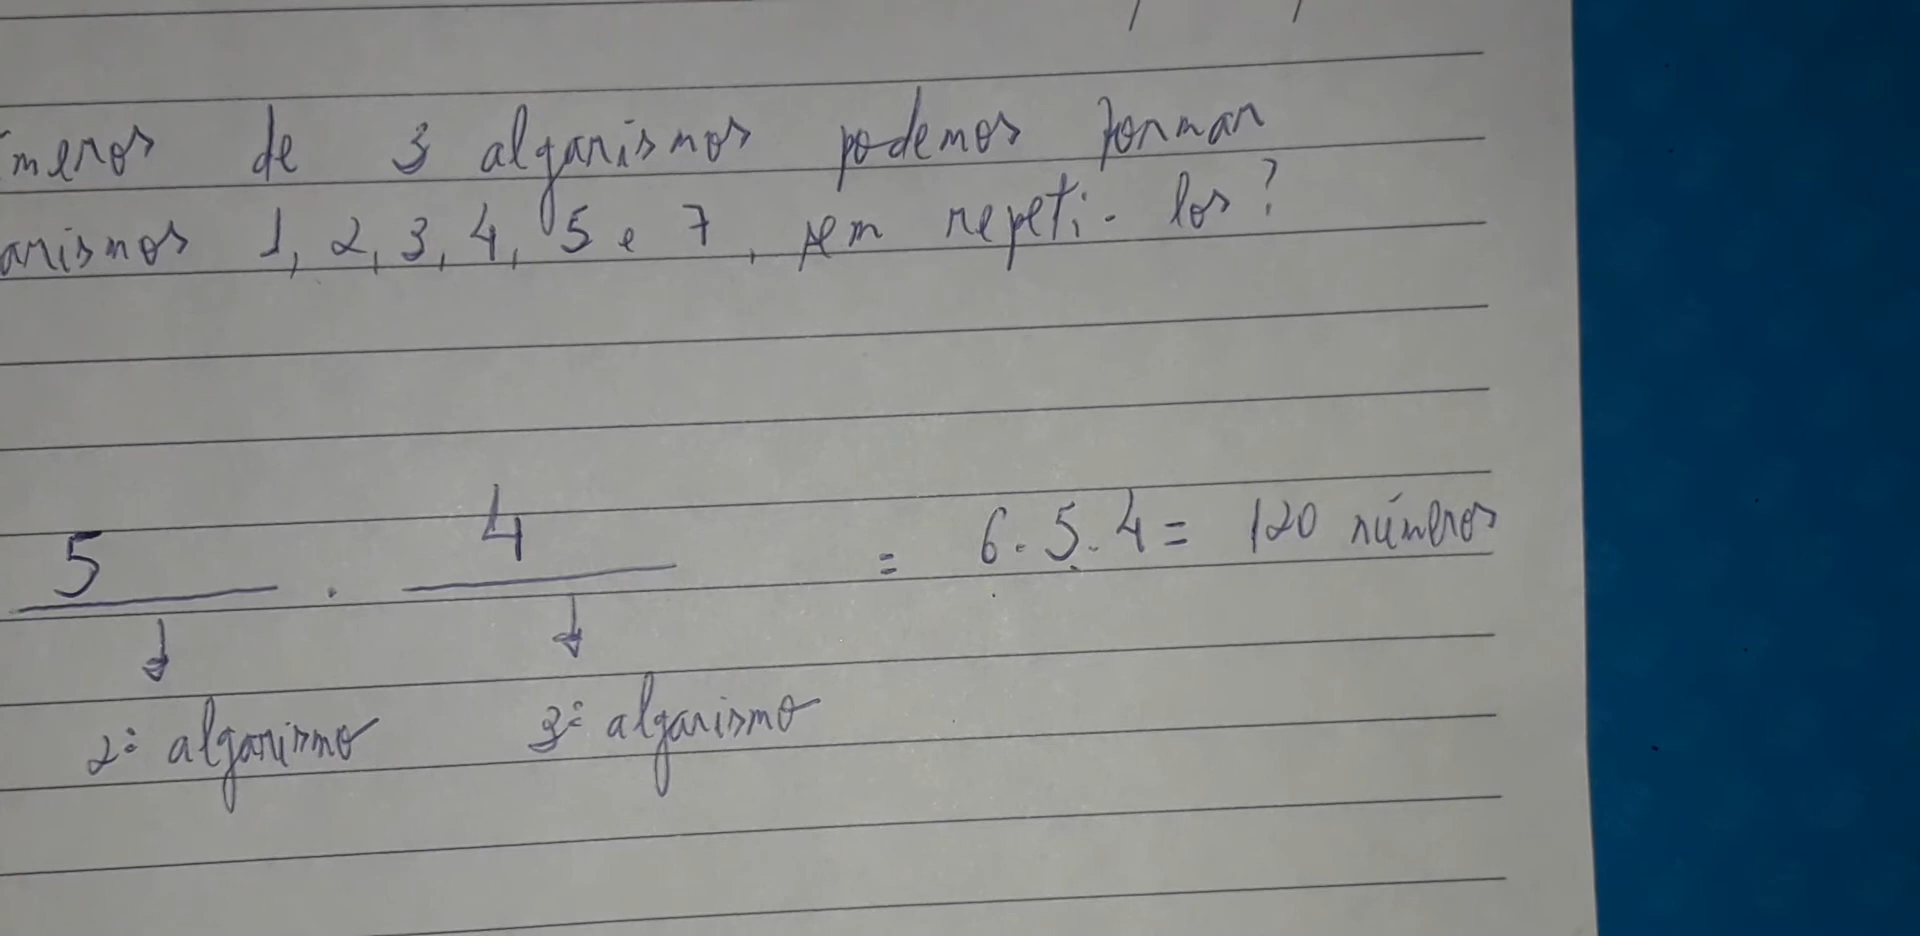 meros de 3 algarismos podemos formar
arismos 1, 2, 3, 4, 5 e 7, sem repeti-los?
5 . 4 = 6.5.4 = 120 números
2º algarismo 3º algarismo